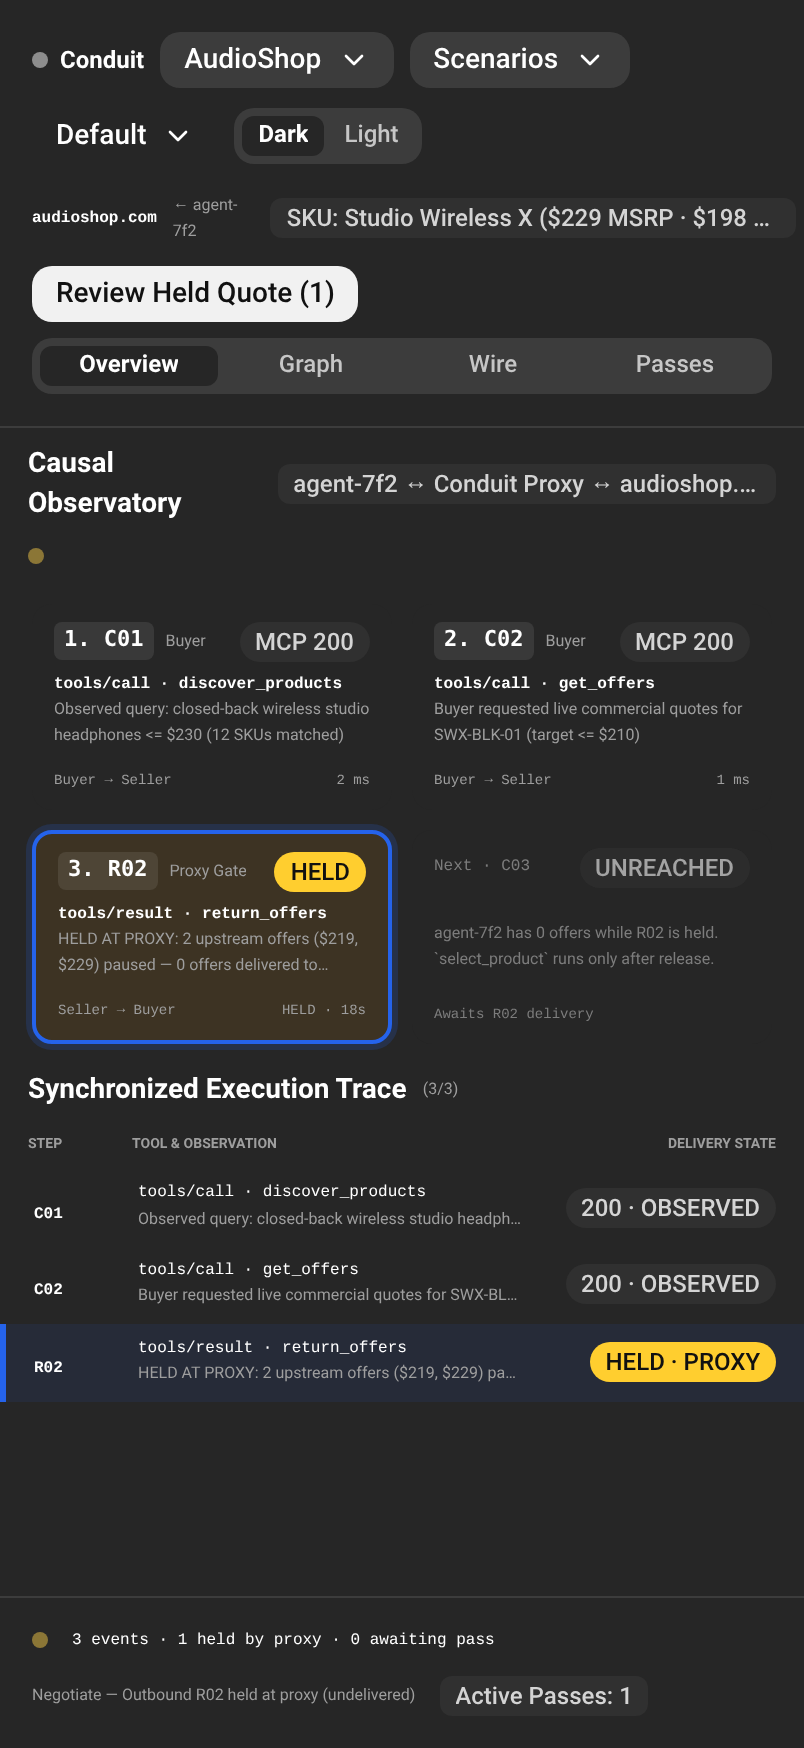 Conduit
AudioShop
Scenarios
Default
Dark
Light
audioshop.com
← agent-
7f2
SKU: Studio Wireless X ($229 MSRP · $198 ...
Review Held Quote (1)
Overview
Graph
Wire
Passes
Causal
Observatory
agent-7f2 ↔ Conduit Proxy ↔ audioshop....
1. C01
Buyer
MCP 200
tools/call · discover_products
Observed query: closed-back wireless studio
headphones <= $230 (12 SKUs matched)
Buyer → Seller
2 ms
2. C02
Buyer
MCP 200
tools/call · get_offers
Buyer requested live commercial quotes for
SWX-BLK-01 (target <= $210)
Buyer → Seller
1 ms
3. R02
Proxy Gate
HELD
tools/result · return_offers
HELD AT PROXY: 2 upstream offers ($219,
$229) paused — 0 offers delivered to...
Seller → Buyer
HELD · 18s
Next · C03
UNREACHED
agent-7f2 has 0 offers while R02 is held.
`select_product` runs only after release.
Awaits R02 delivery
Synchronized Execution Trace
(3/3)
STEP
TOOL & OBSERVATION
DELIVERY STATE
C01
tools/call · discover_products
Observed query: closed-back wireless studio headph...
200 · OBSERVED
C02
tools/call · get_offers
Buyer requested live commercial quotes for SWX-BL...
200 · OBSERVED
R02
tools/result · return_offers
HELD AT PROXY: 2 upstream offers ($219, $229) pa...
HELD · PROXY
3 events · 1 held by proxy · 0 awaiting pass
Negotiate — Outbound R02 held at proxy (undelivered)
Active Passes: 1